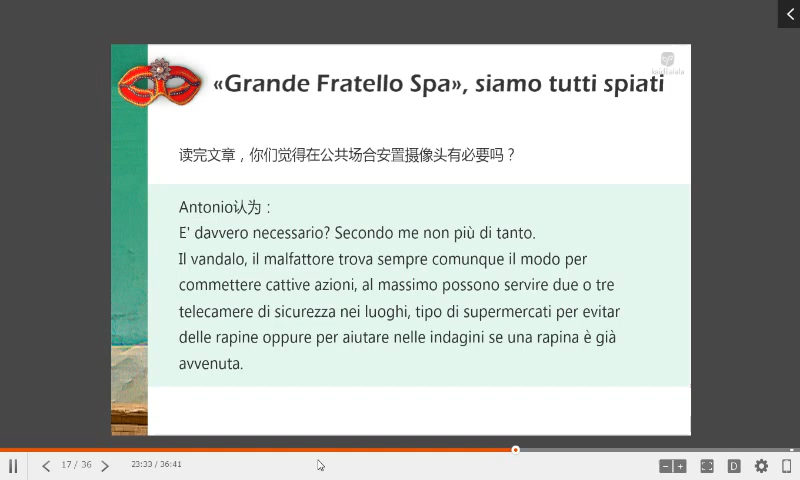 «Grande Fratello Spa», siamo tutti spiati
读完文章，你们觉得在公共场合安置摄像头有必要吗？
Antonio认为：
E' davvero necessario? Secondo me non più di tanto.
Il vandalo, il malfattore trova sempre comunque il modo per
commettere cattive azioni, al massimo possono servire due o tre
telecamere di sicurezza nei luoghi, tipo di supermercati per evitar
delle rapine oppure per aiutare nelle indagini se una rapina è già
avvenuta.
17 / 36
23:33 / 36:41
D